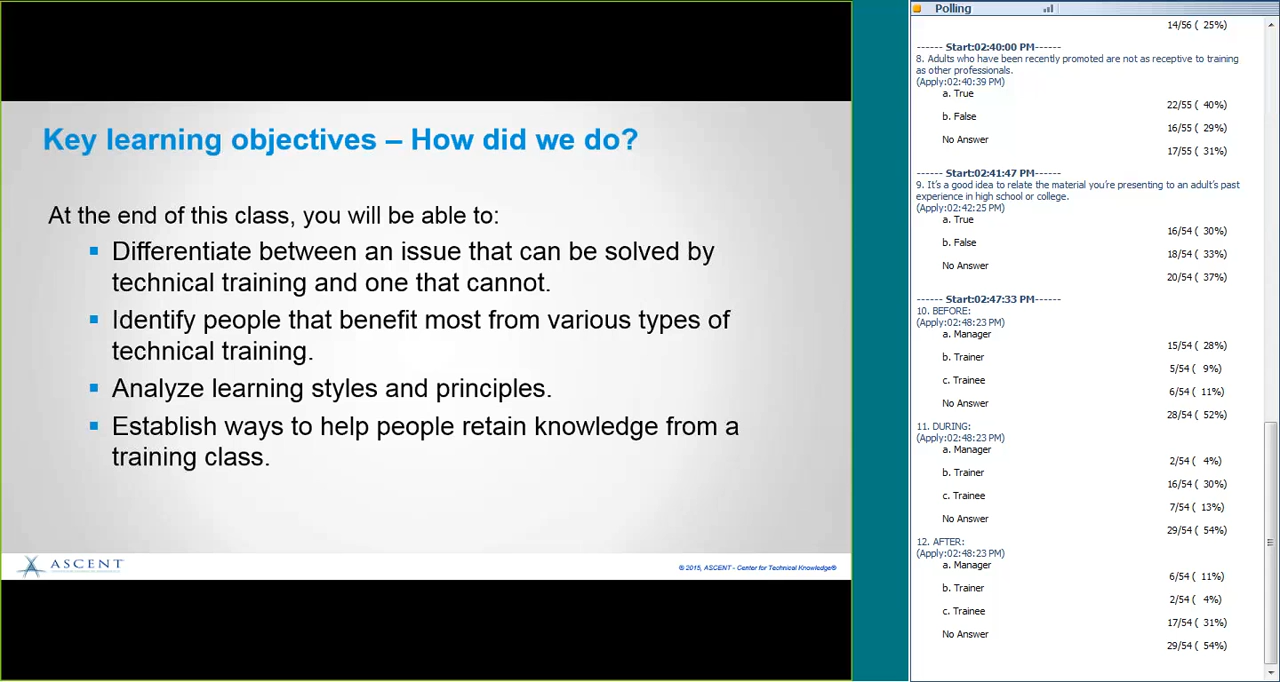 Key learning objectives – How did we do?
At the end of this class, you will be able to:
▪ Differentiate between an issue that can be solved by
technical training and one that cannot.
▪ Identify people that benefit most from various types of
technical training.
▪ Analyze learning styles and principles.
▪ Establish ways to help people retain knowledge from a
training class.
ASCENT
© 2015, ASCENT - Center for Technical Knowledge®
Polling
14/56 ( 25%)
------ Start:02:40:00 PM------
8. Adults who have been recently promoted are not as receptive to training
as other professionals.
(Apply:02:40:39 PM)
a. True
22/55 ( 40%)
b. False
16/55 ( 29%)
No Answer
17/55 ( 31%)
------ Start:02:41:47 PM------
9. It's a good idea to relate the material you're presenting to an adult's past
experience in high school or college.
(Apply:02:42:25 PM)
a. True
16/54 ( 30%)
b. False
18/54 ( 33%)
No Answer
20/54 ( 37%)
------ Start:02:47:33 PM------
10. BEFORE:
(Apply:02:48:23 PM)
a. Manager
15/54 ( 28%)
b. Trainer
5/54 ( 9%)
c. Trainee
6/54 ( 11%)
No Answer
28/54 ( 52%)
11. DURING:
(Apply:02:48:23 PM)
a. Manager
2/54 ( 4%)
b. Trainer
16/54 ( 30%)
c. Trainee
7/54 ( 13%)
No Answer
29/54 ( 54%)
12. AFTER:
(Apply:02:48:23 PM)
a. Manager
6/54 ( 11%)
b. Trainer
2/54 ( 4%)
c. Trainee
17/54 ( 31%)
No Answer
29/54 ( 54%)